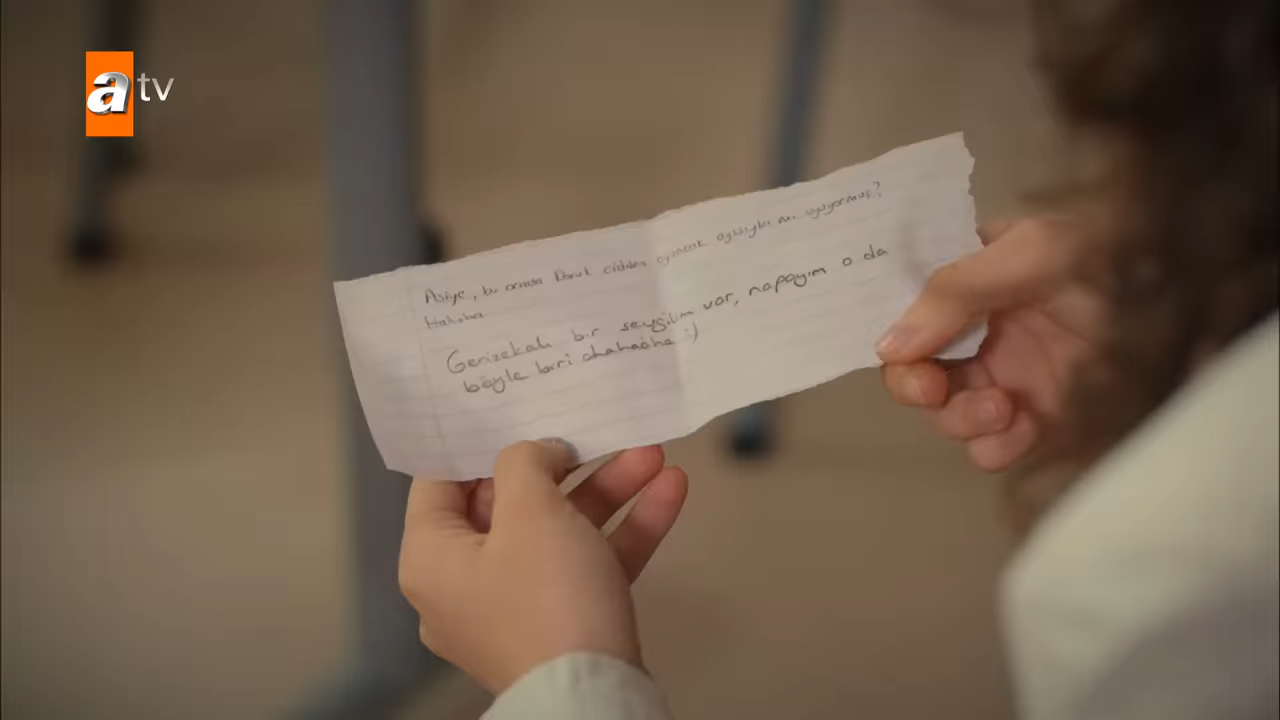 atv
Asiye, bu arada Doruk cidden oyuncak ayısıyla mı uyuyormuş?
Hahaha
Gerizekalı bir sevgilim var, napayım o da
böyle biri ahahaha :)